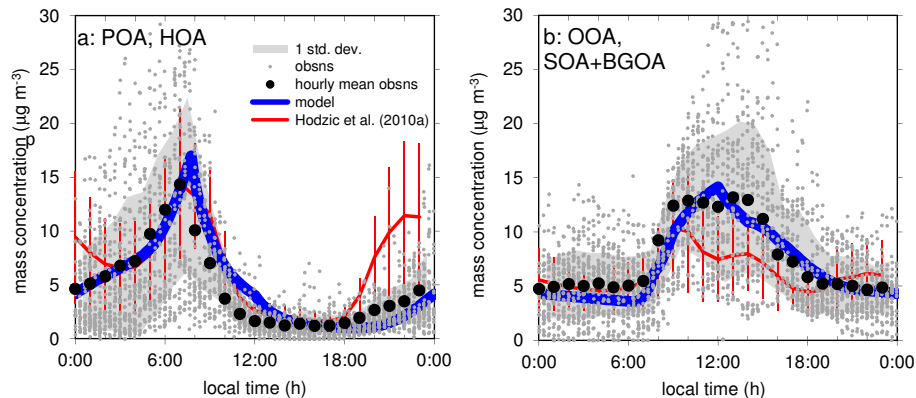 a: POA, HOA
1 std. dev.
obsns
hourly mean obsns
model
Hodzic et al. (2010a)
mass concentration (µg m-3)
g
30
25
20
15
10
5
0
0:00 6:00 12:00 18:00 0:00
local time (h)
b: OOA,
SOA+BGOA
mass concentration (µg m-3)
30
25
20
15
10
5
0
0:00 6:00 12:00 18:00 0:00
local time (h)